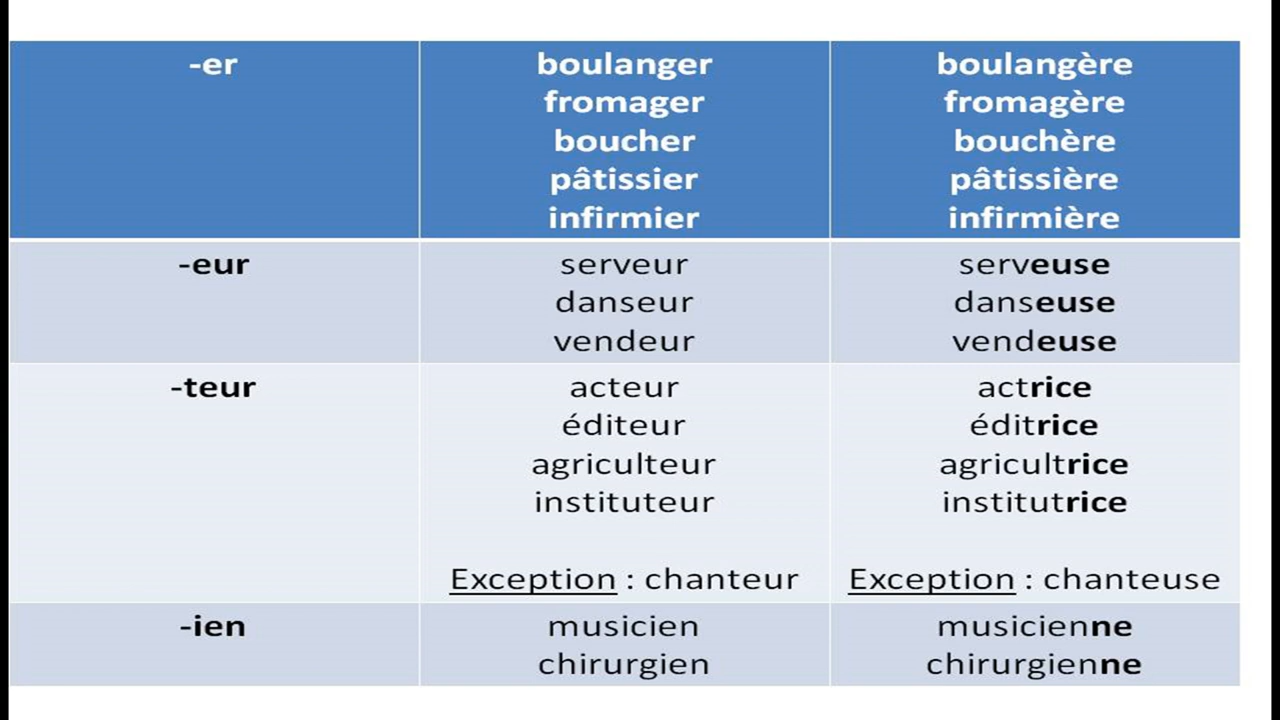 -er boulanger boulangère
fromager fromagère
boucher bouchère
pâtissier pâtissière
infirmier infirmière
-eur serveur serveuse
danseur danseuse
vendeur vendeuse
-teur acteur actrice
éditeur éditrice
agriculteur agricultrice
instituteur institutrice
Exception : chanteur Exception : chanteuse
-ien musicien musicienne
chirurgien chirurgienne